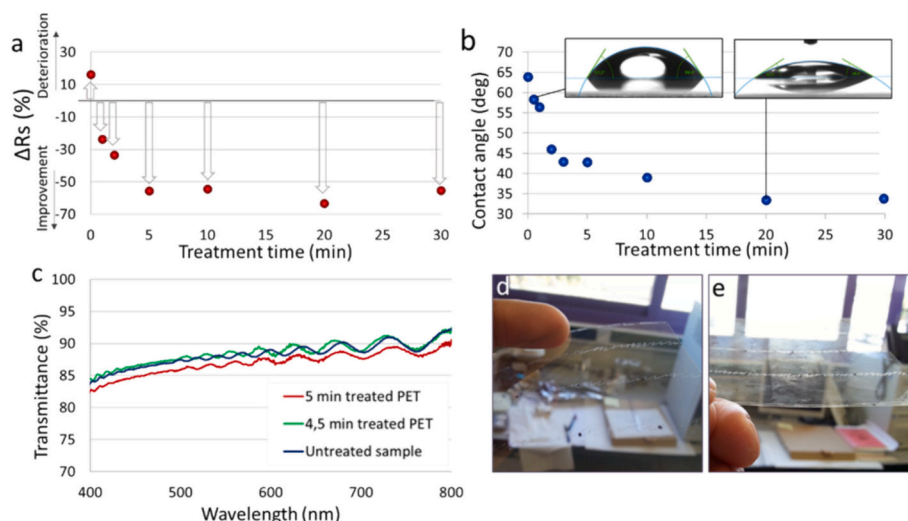 a
Deterioration
Improvement
ΔRs (%)
30
10
-10
-30
-50
-70
0
5
10
15
20
25
30
Treatment time (min)
b
Contact angle (deg)
70
65
60
55
50
45
40
35
30
0
5
10
15
20
25
30
Treatment time (min)
c
Transmittance (%)
100
95
90
85
80
75
70
5 min treated PET
4,5 min treated PET
Untreated sample
400
500
600
700
800
Wavelength (nm)
d
e